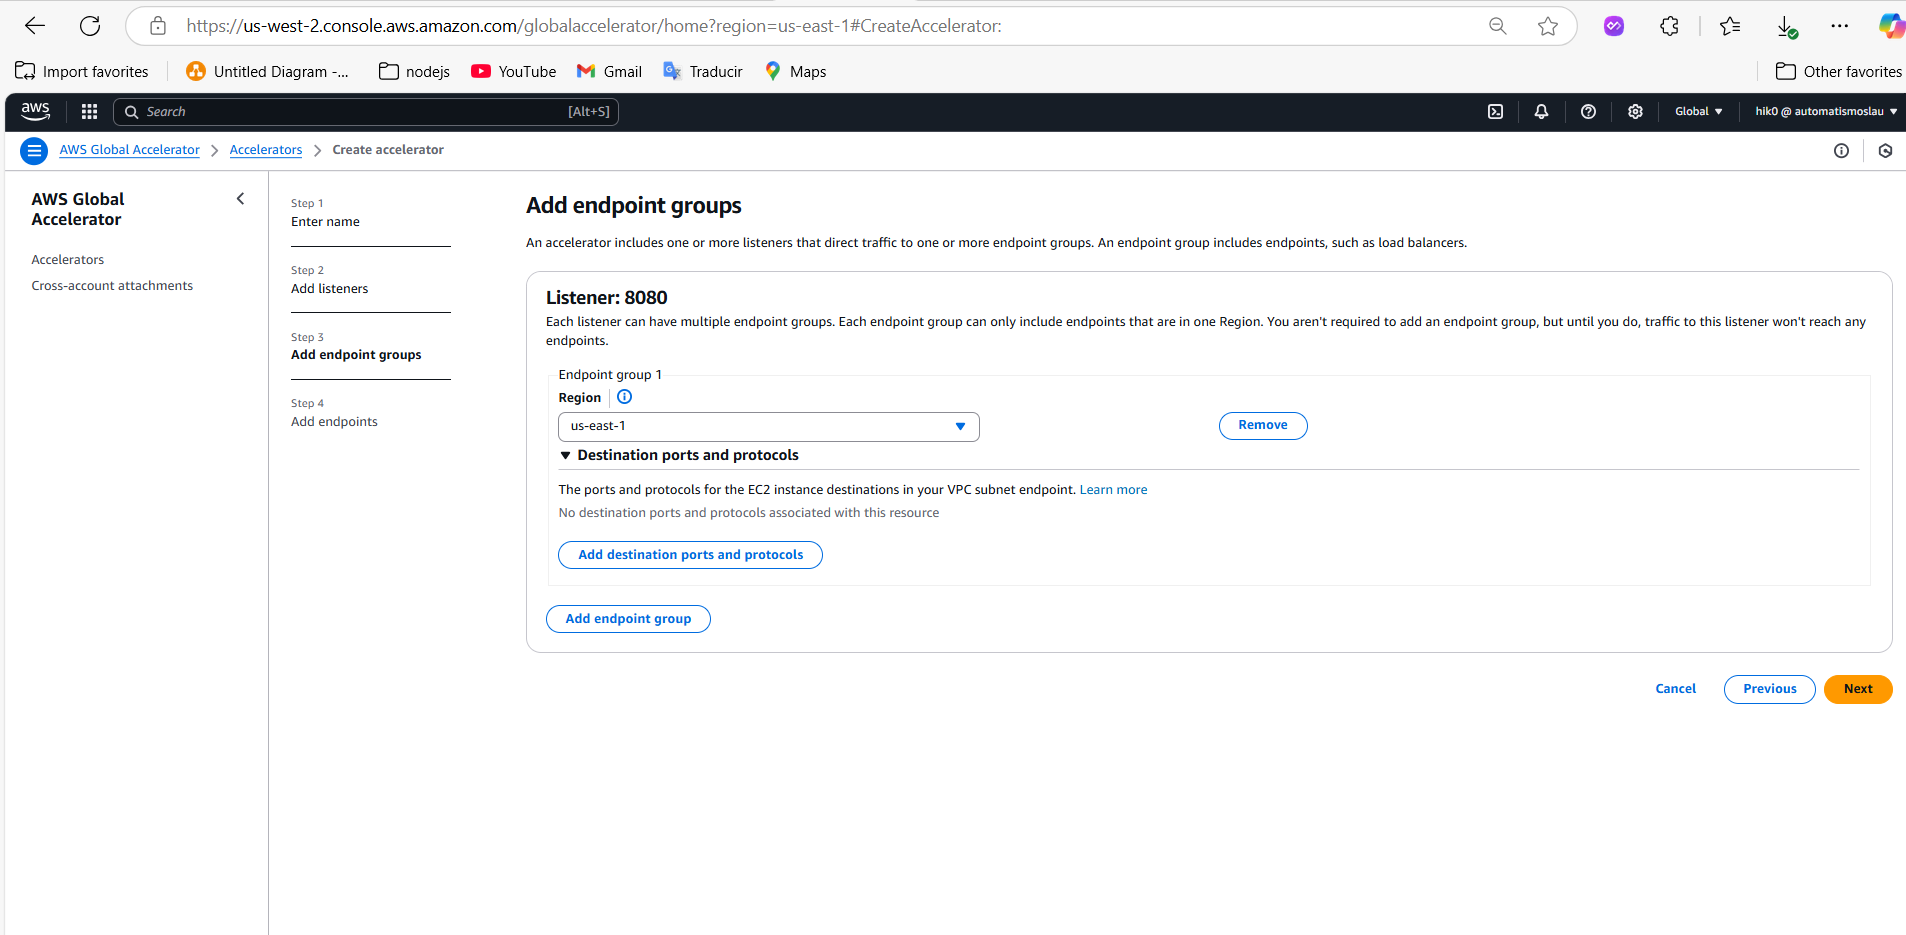 https://us-west-2.console.aws.amazon.com/globalaccelerator/home?region=us-east-1#CreateAccelerator:
Import favorites
Untitled Diagram -...
nodejs
YouTube
Gmail
Traducir
Maps
Other favorites
aws
Search
[Alt+S]
Global
hik0 @ automatismoslau
AWS Global Accelerator
Accelerators
Create accelerator
AWS Global
Accelerator
Accelerators
Cross-account attachments
Step 1
Enter name
Step 2
Add listeners
Step 3
Add endpoint groups
Step 4
Add endpoints
Add endpoint groups
An accelerator includes one or more listeners that direct traffic to one or more endpoint groups. An endpoint group includes endpoints, such as load balancers.
Listener: 8080
Each listener can have multiple endpoint groups. Each endpoint group can only include endpoints that are in one Region. You aren't required to add an endpoint group, but until you do, traffic to this listener won't reach any
endpoints.
Endpoint group 1
Region
us-east-1
Remove
Destination ports and protocols
The ports and protocols for the EC2 instance destinations in your VPC subnet endpoint. Learn more
No destination ports and protocols associated with this resource
Add destination ports and protocols
Add endpoint group
Cancel
Previous
Next